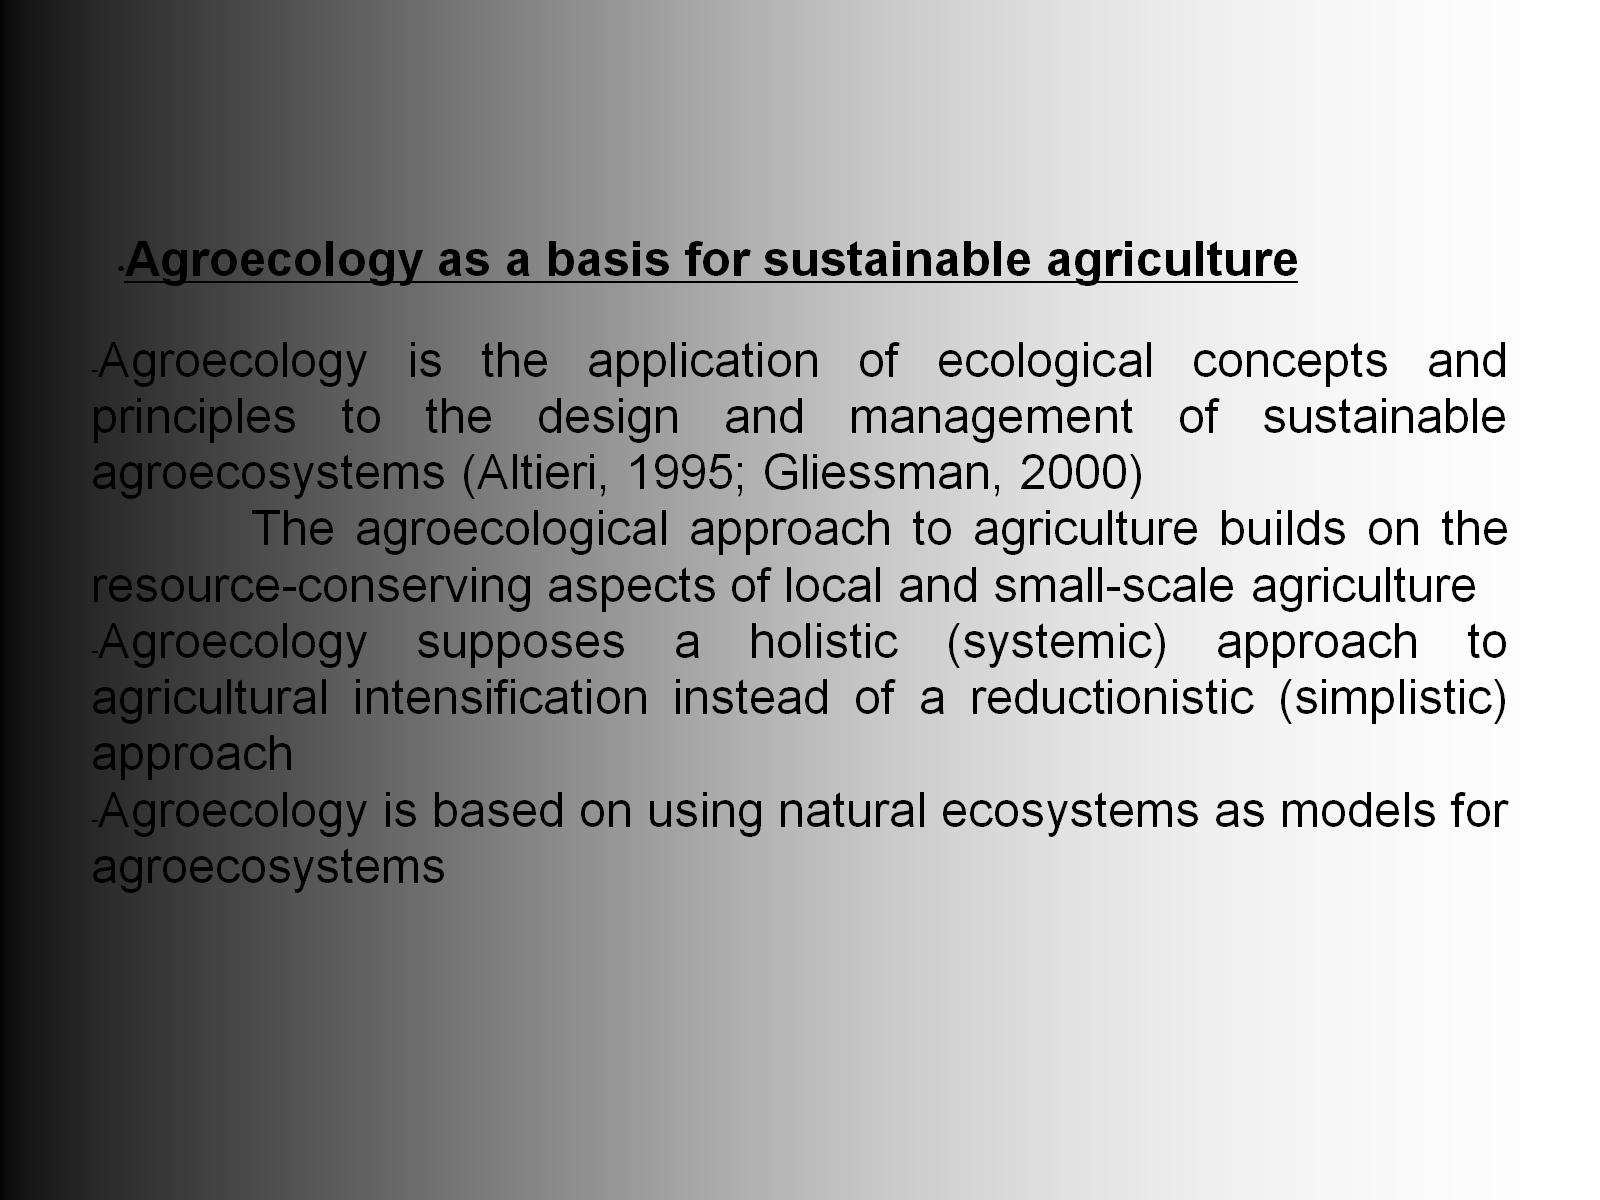 •Agroecology as a basis for sustainable agriculture
-Agroecology is the application of ecological concepts and
principles to the design and management of sustainable
agroecosystems (Altieri, 1995; Gliessman, 2000)
The agroecological approach to agriculture builds on the
resource-conserving aspects of local and small-scale agriculture
-Agroecology supposes a holistic (systemic) approach to
agricultural intensification instead of a reductionistic (simplistic)
approach
-Agroecology is based on using natural ecosystems as models for
agroecosystems